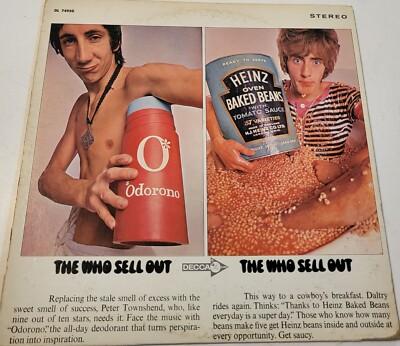 DL 74950
STEREO
O
Odorono
READY TO SERVE
HEINZ
OVEN
BAKED BEANS
WITH
TOMATO SAUCE
57 VARIETIES
H.J. HEINZ CO. LTD
THE WHO SELL OUT
DECCA
THE WHO SELL OUT
Replacing the stale smell of excess with the
sweet smell of success, Peter Townshend, who, like
nine out of ten stars, needs it. Face the music with
"Odorono," the all-day deodorant that turns perspira-
tion into inspiration.
This way to a cowboy's breakfast. Daltry
rides again. Thinks: "Thanks to Heinz Baked Beans
everyday is a super day." Those who know how many
beans make five get Heinz beans inside and outside at
every opportunity. Get saucy.